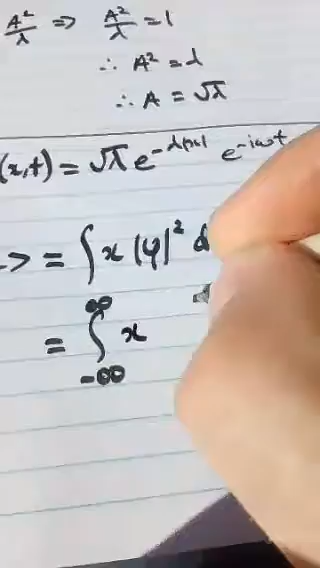 A²/λ => A²/λ = 1
∴ A² = λ
∴ A = √λ
(x,t) = √λ e^-λ|x| e^-iωt
> = ∫ x |ψ|² d
= ∫_-∞^∞ x